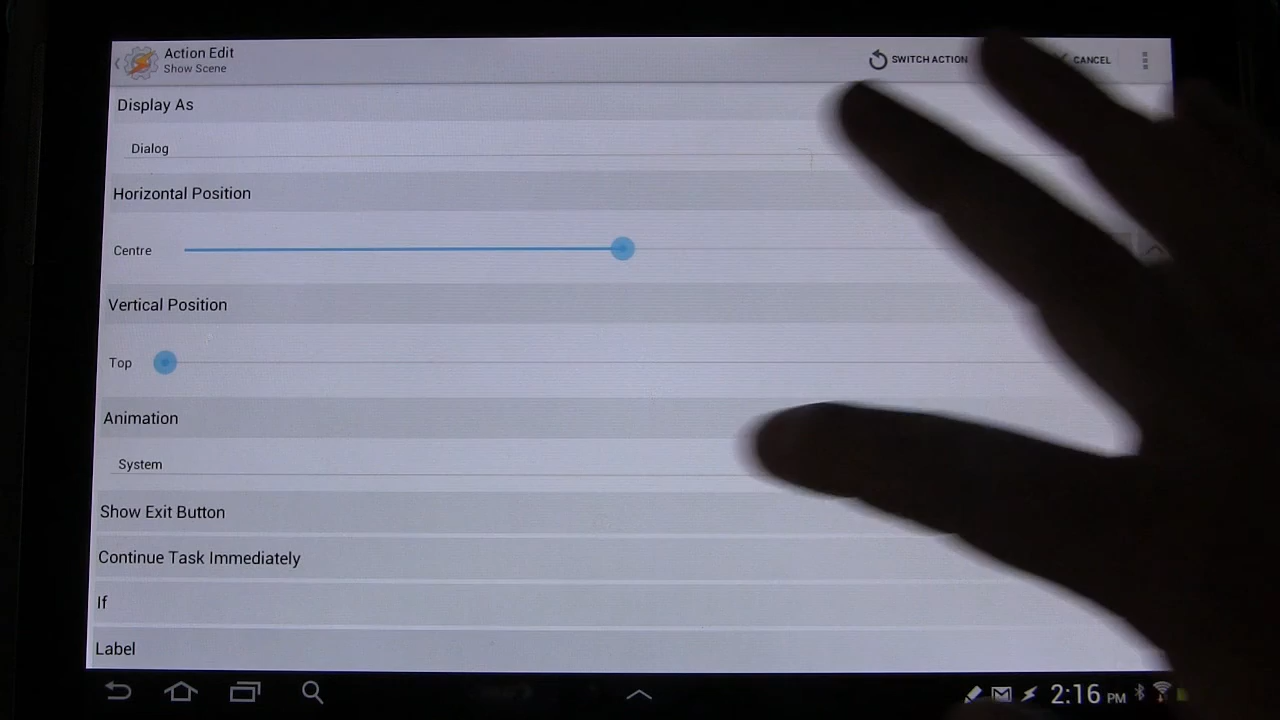 Action Edit
Show Scene
SWITCH ACTION
CANCEL
Display As
Dialog
Horizontal Position
Centre
Vertical Position
Top
Animation
System
Show Exit Button
Continue Task Immediately
If
Label
2:16 PM